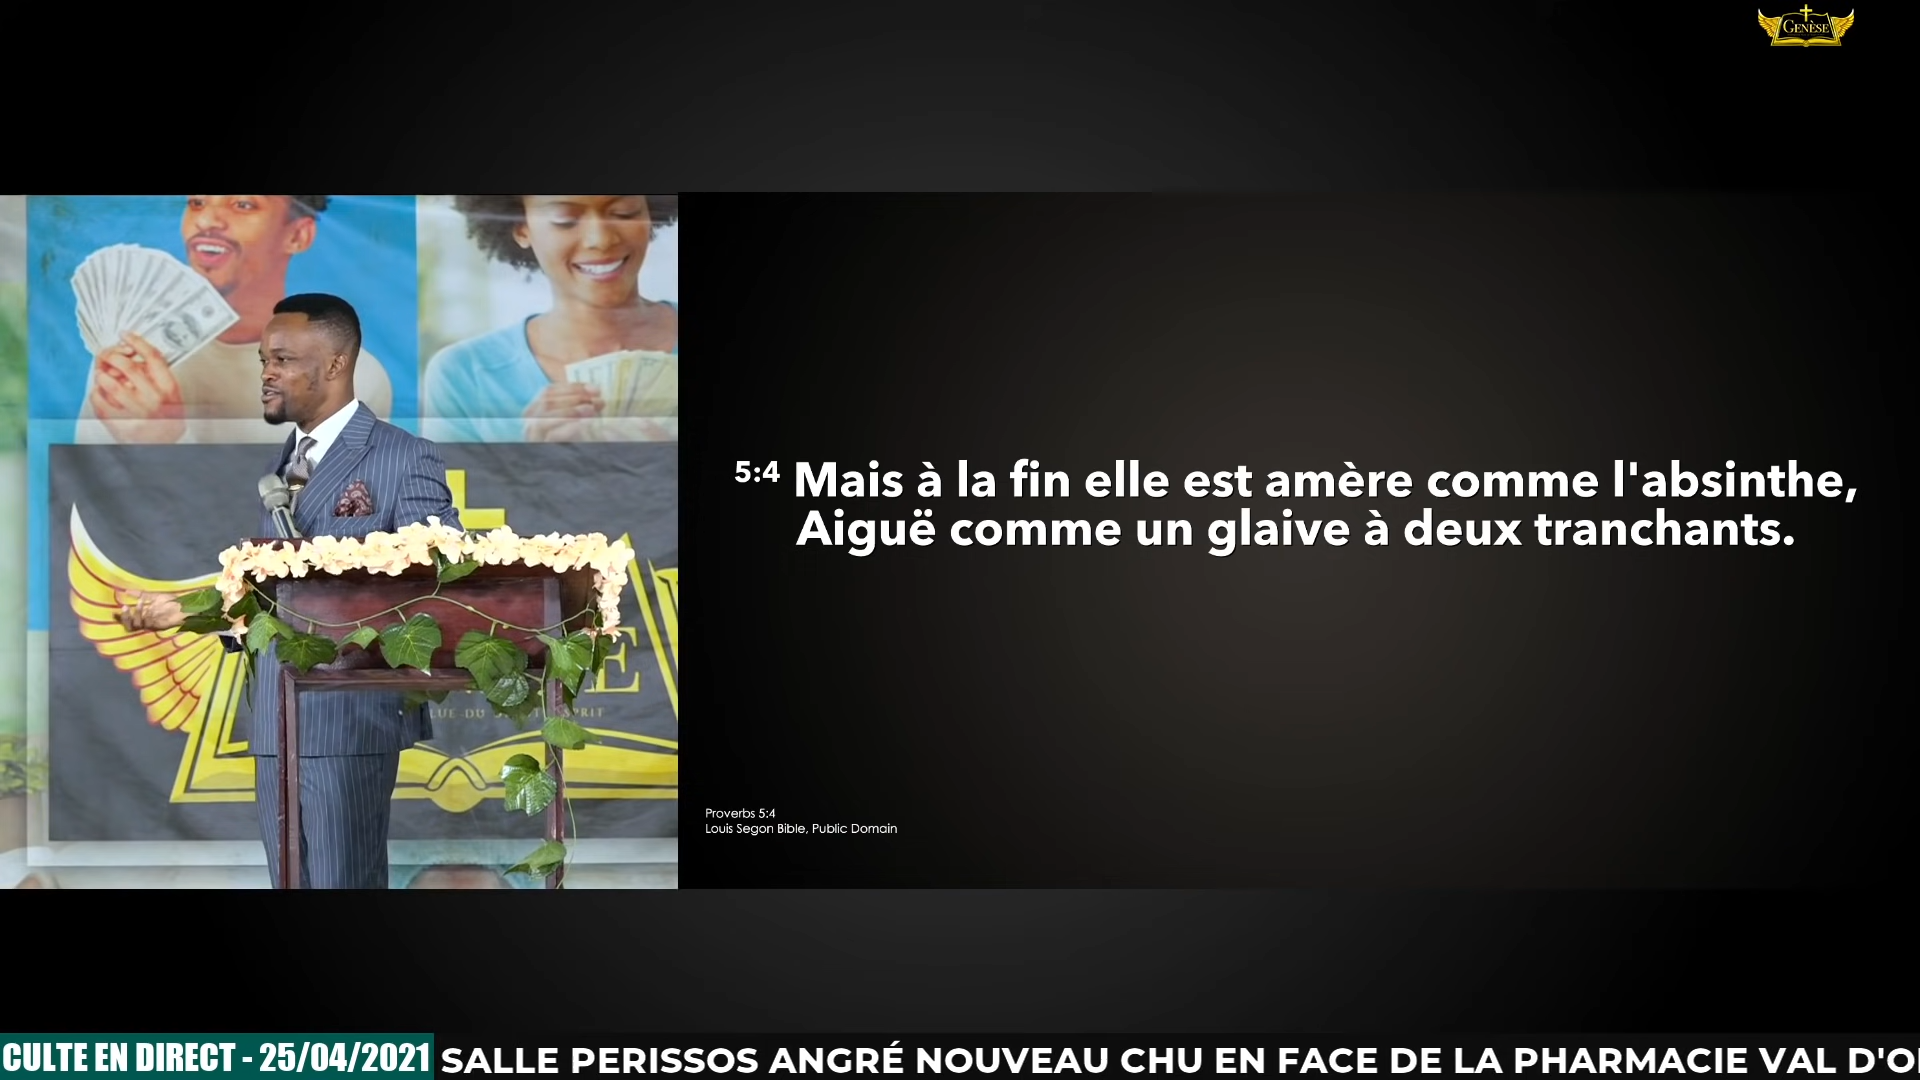 GENÈSE
5:4 Mais à la fin elle est amère comme l'absinthe,
Aiguë comme un glaive à deux tranchants.
Proverbs 5:4
Louis Segon Bible, Public Domain
CULTE EN DIRECT - 25/04/2021
SALLE PERISSOS ANGRÉ NOUVEAU CHU EN FACE DE LA PHARMACIE VAL D'O